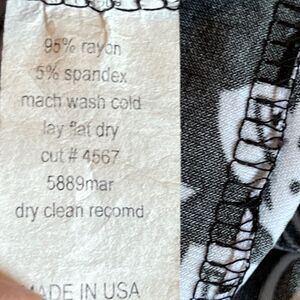 95% rayon
5% spandex
mach wash cold
lay flat dry
cut # 4567
5889mar
dry clean recomd
MADE IN USA